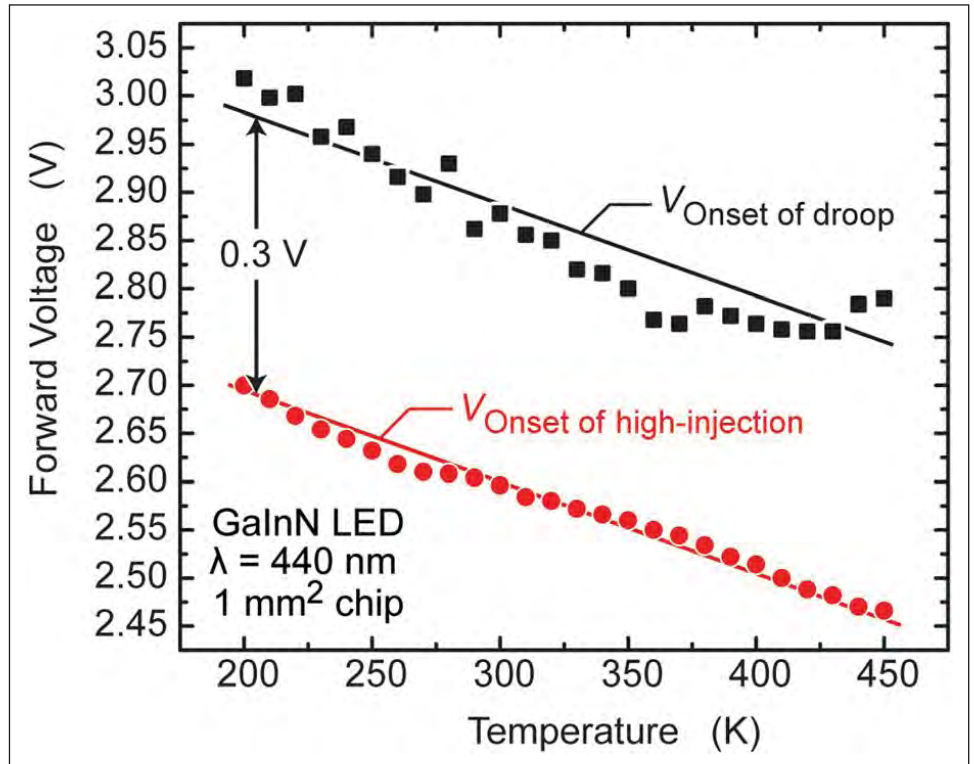 3.05
3.00
2.95
2.90
2.85
2.80
2.75
2.70
2.65
2.60
2.55
2.50
2.45
Forward Voltage (V)
V Onset of droop
0.3 V
V Onset of high-injection
GaInN LED
λ = 440 nm
1 mm² chip
200 250 300 350 400 450
Temperature (K)